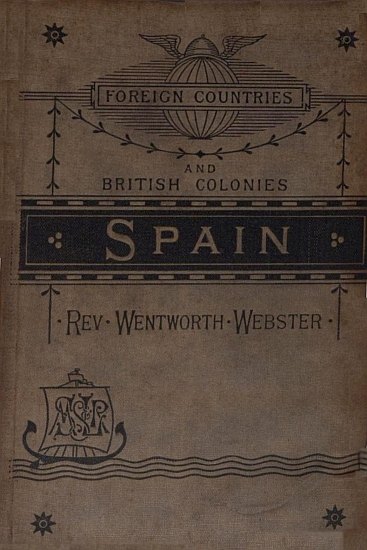 FOREIGN COUNTRIES
AND
BRITISH COLONIES
SPAIN
· REV · WENTWORTH · WEBSTER ·